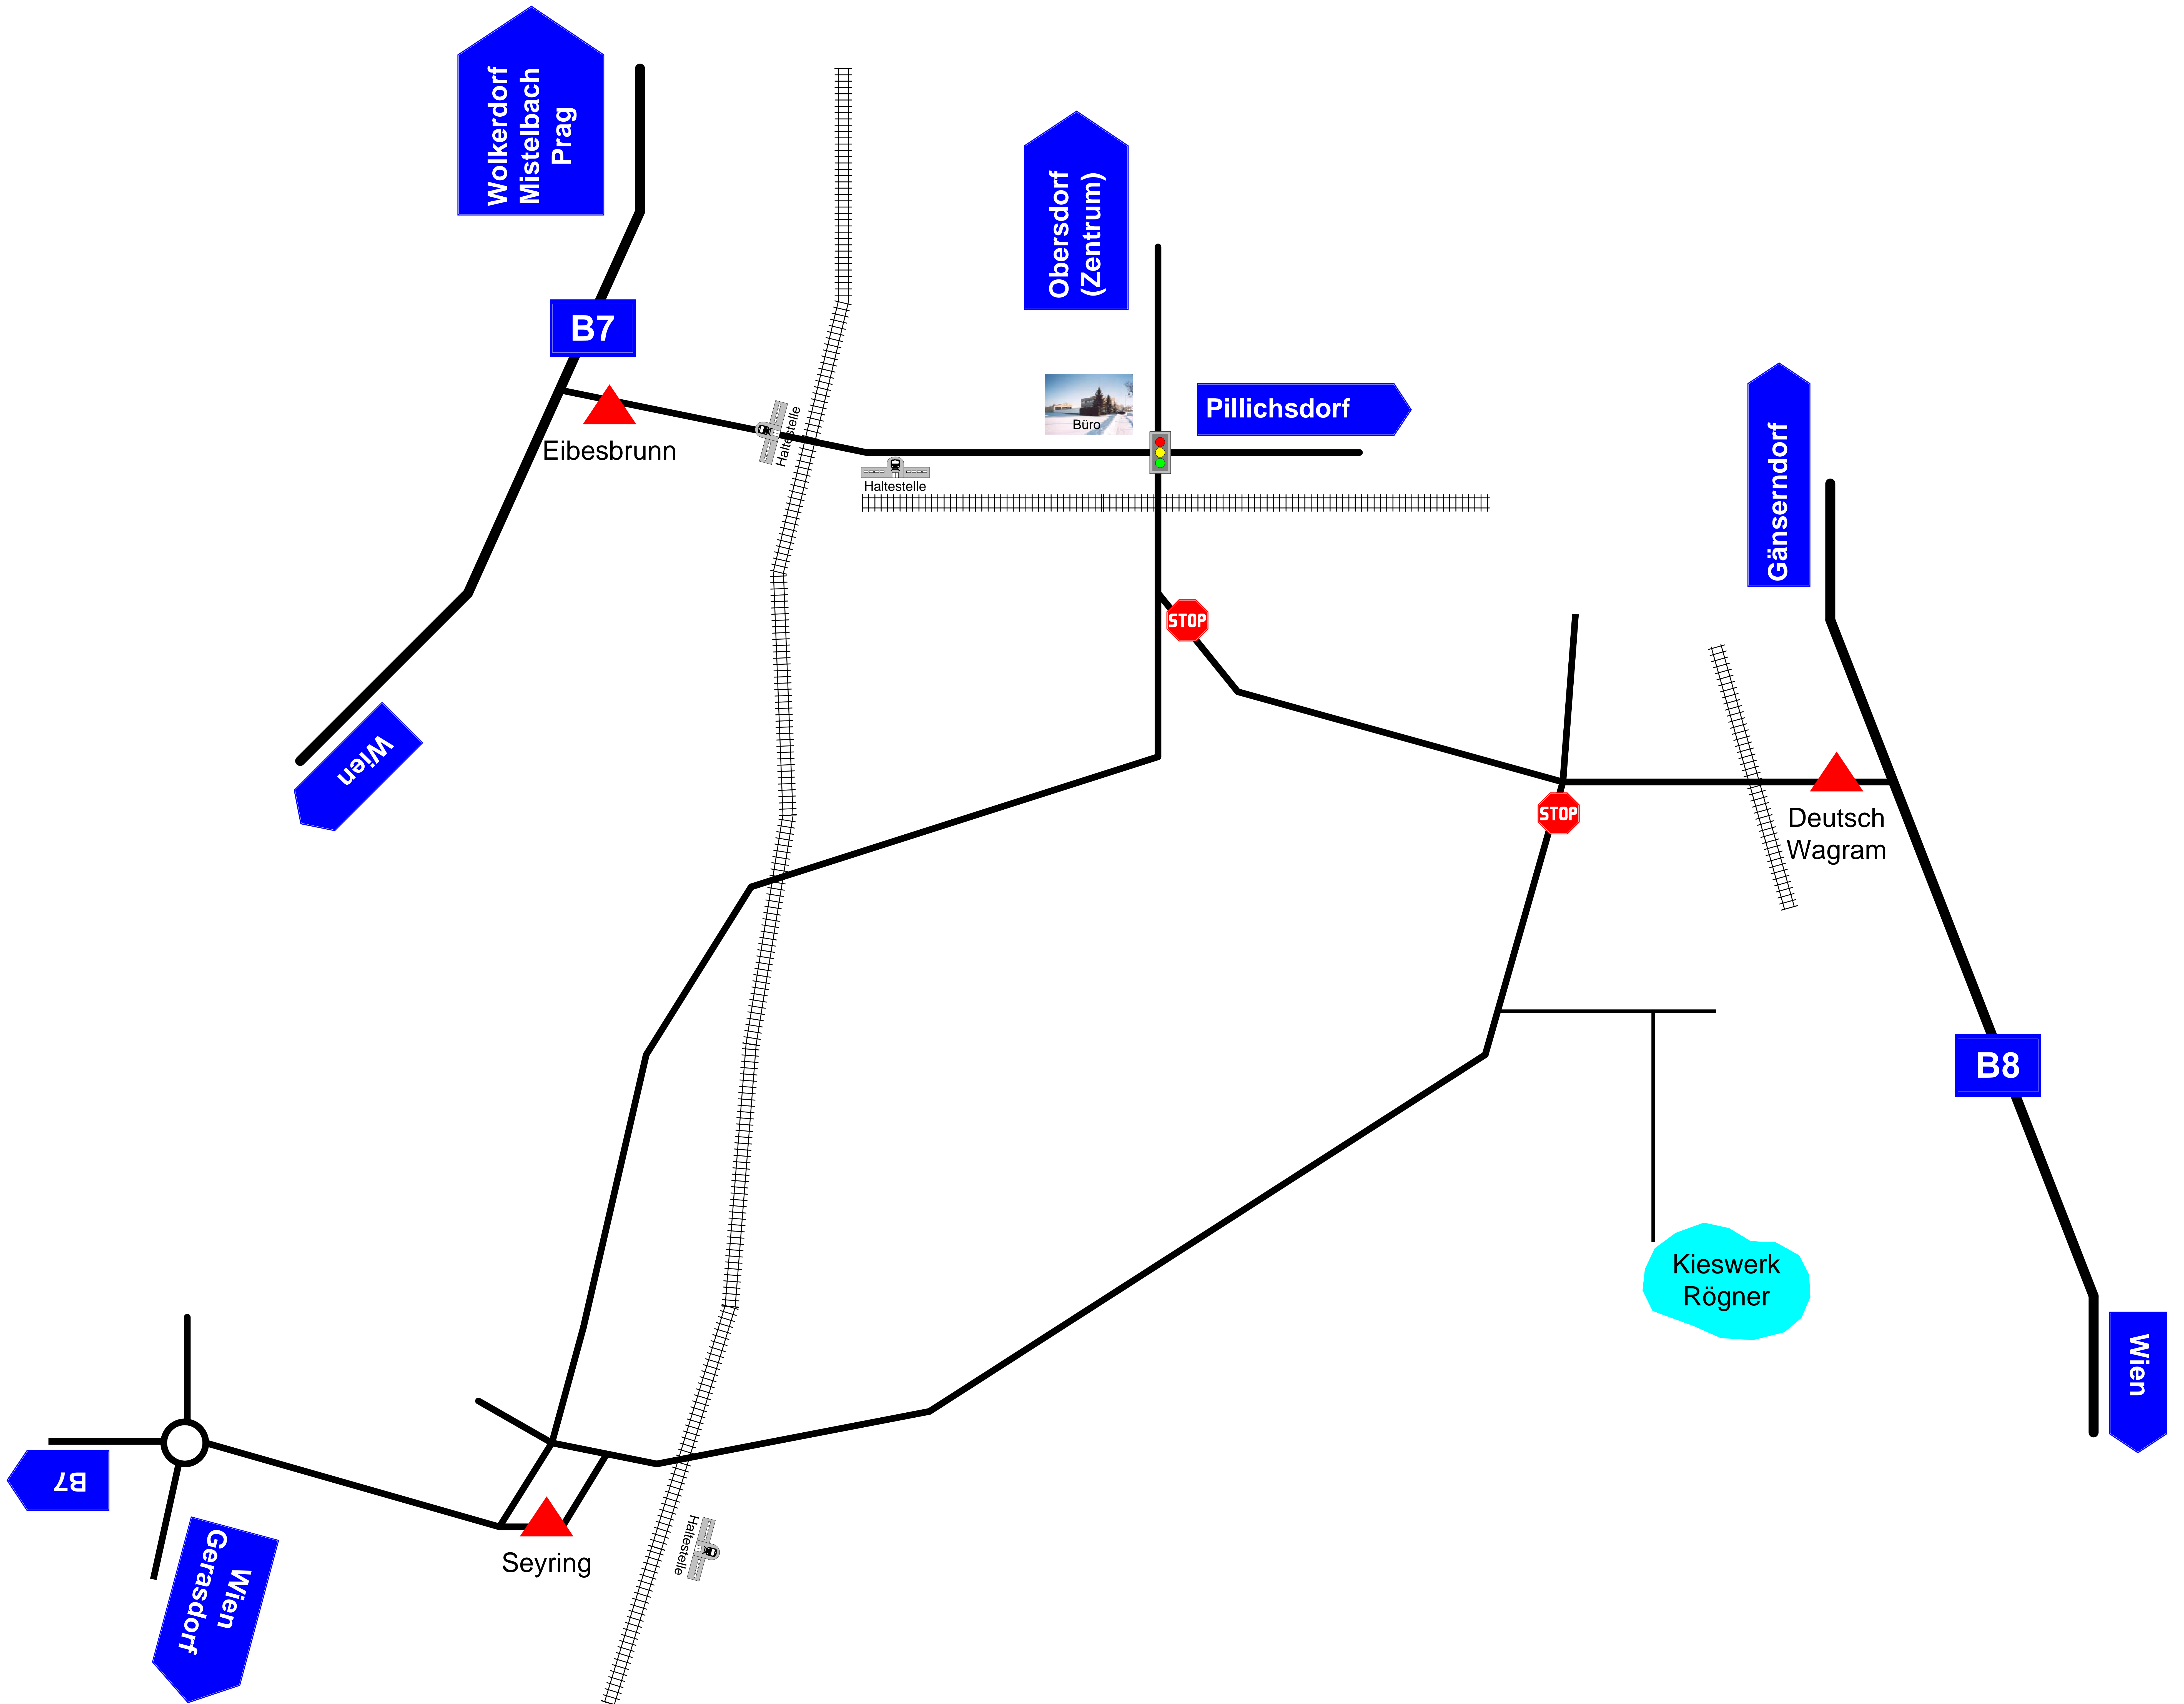 Wolkerdorf
Mistelbach
Prag
Obersdorf
(Zentrum)
B7
Büro
Pillichsdorf
Eibesbrunn
Haltestelle
Haltestelle
Gänserndorf
STOP
Wien
STOP
Deutsch
Wagram
B8
Kieswerk
Rögner
Wien
B7
Wien
Gerasdorf
Seyring
Haltestelle